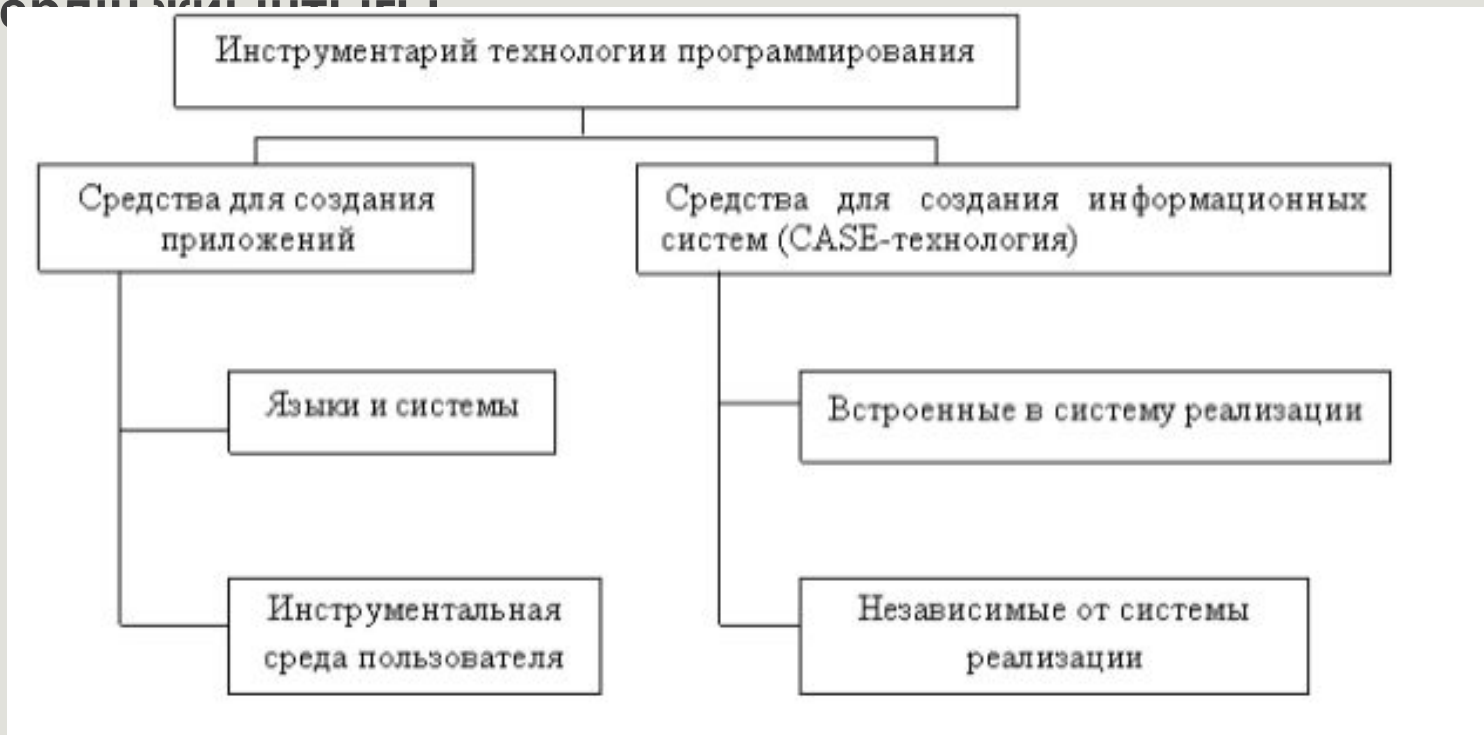 Инструментарий технологии программирования
Средства для создания
приложений
Средства для создания информационных
систем (CASE-технология)
Языки и системы
Встроенные в систему реализации
Инструментальная
среда пользователя
Независимые от системы
реализации